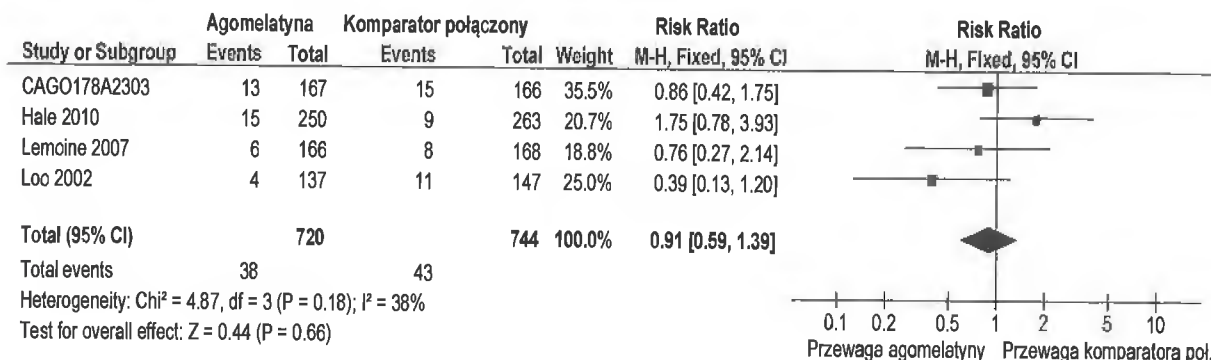 Agomelatyna Komparator połączony Risk Ratio Risk Ratio
Study or Subgroup Events Total Events Total Weight M-H, Fixed, 95% CI M-H, Fixed, 95% CI
CAGO178A2303 13 167 15 166 35.5% 0.86 [0.42, 1.75]
Hale 2010 15 250 9 263 20.7% 1.75 [0.78, 3.93]
Lemoine 2007 6 166 8 168 18.8% 0.76 [0.27, 2.14]
Loo 2002 4 137 11 147 25.0% 0.39 [0.13, 1.20]
Total (95% CI) 720 744 100.0% 0.91 [0.59, 1.39]
Total events 38 43
Heterogeneity: Chi² = 4.87, df = 3 (P = 0.18); I² = 38%
Test for overall effect: Z = 0.44 (P = 0.66)
0.1 0.2 0.5 1 2 5 10
Przewaga agomelatyny Przewaga komparatora poł.